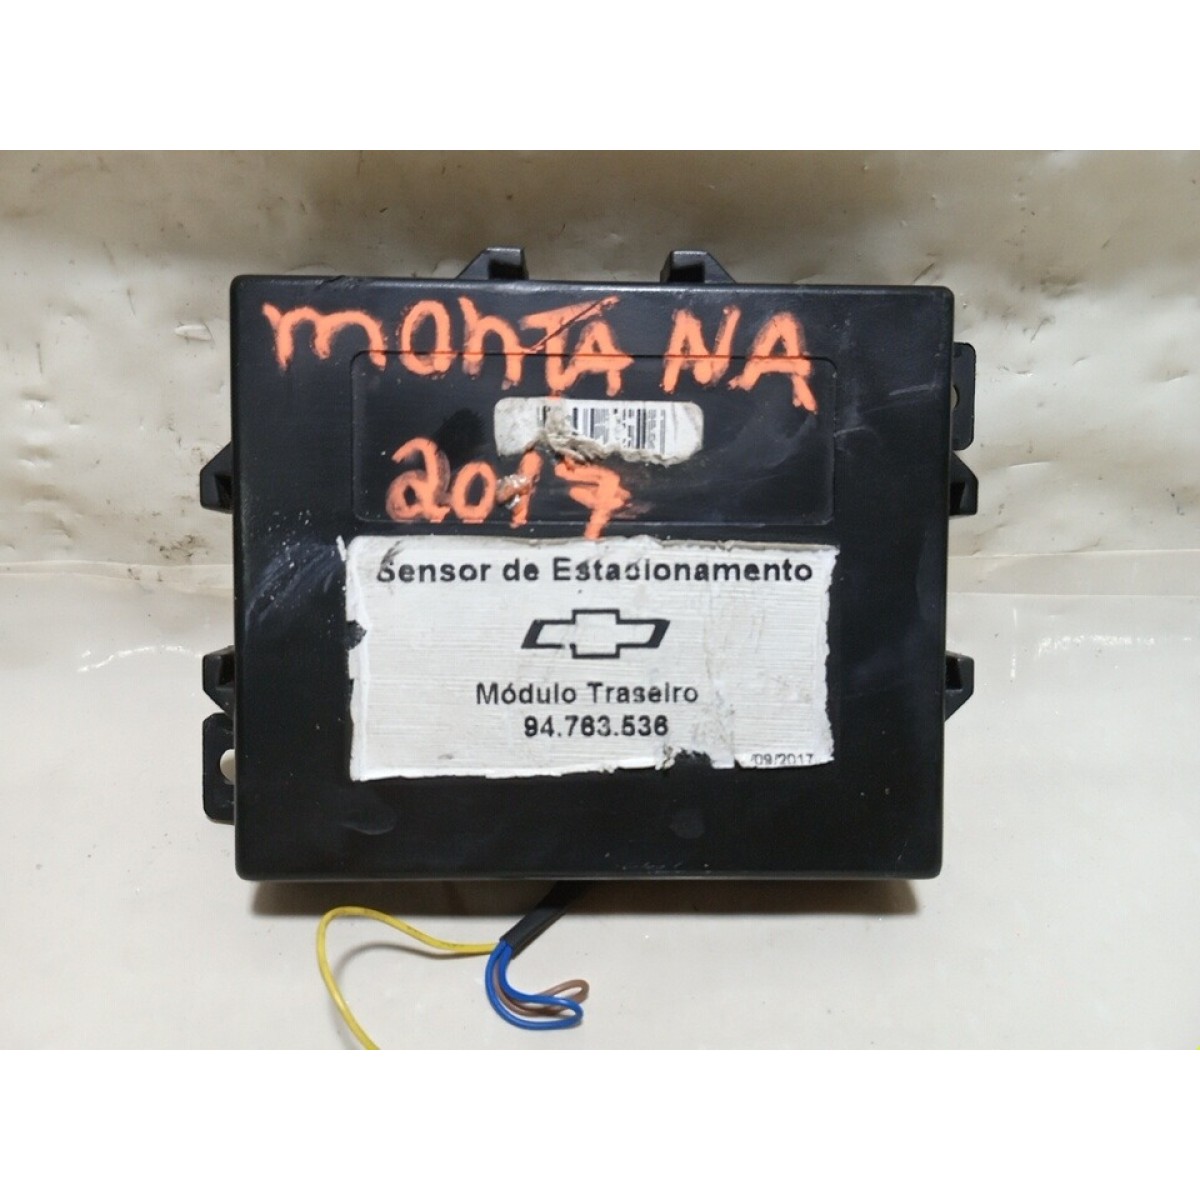 MONTANA
2017
Sensor de Estacionamento
Módulo Traseiro
94.763.536
/09/2017